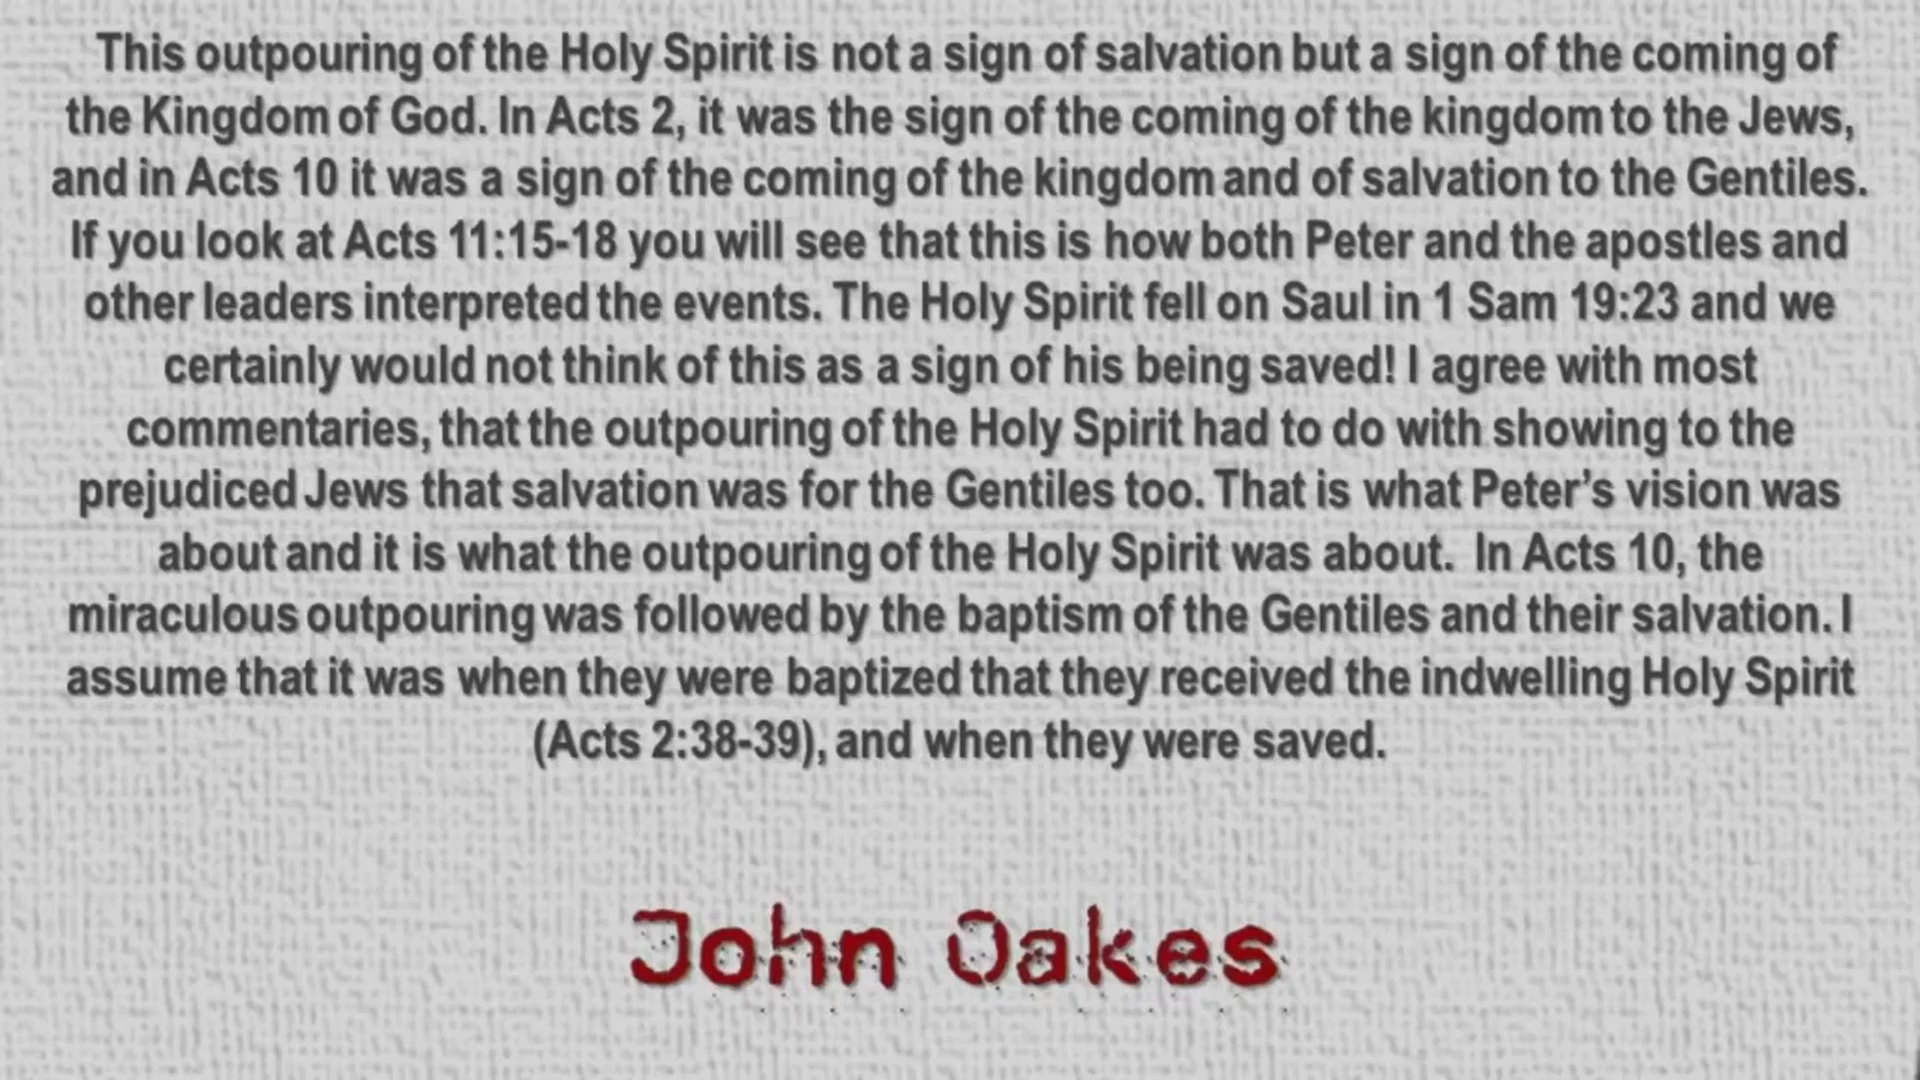 This outpouring of the Holy Spirit is not a sign of salvation but a sign of the coming of
the Kingdom of God. In Acts 2, it was the sign of the coming of the kingdom to the Jews,
and in Acts 10 it was a sign of the coming of the kingdom and of salvation to the Gentiles.
If you look at Acts 11:15-18 you will see that this is how both Peter and the apostles and
other leaders interpreted the events. The Holy Spirit fell on Saul in 1 Sam 19:23 and we
certainly would not think of this as a sign of his being saved! I agree with most
commentaries, that the outpouring of the Holy Spirit had to do with showing to the
prejudiced Jews that salvation was for the Gentiles too. That is what Peter’s vision was
about and it is what the outpouring of the Holy Spirit was about. In Acts 10, the
miraculous outpouring was followed by the baptism of the Gentiles and their salvation. I
assume that it was when they were baptized that they received the indwelling Holy Spirit
(Acts 2:38-39), and when they were saved.
John Oakes